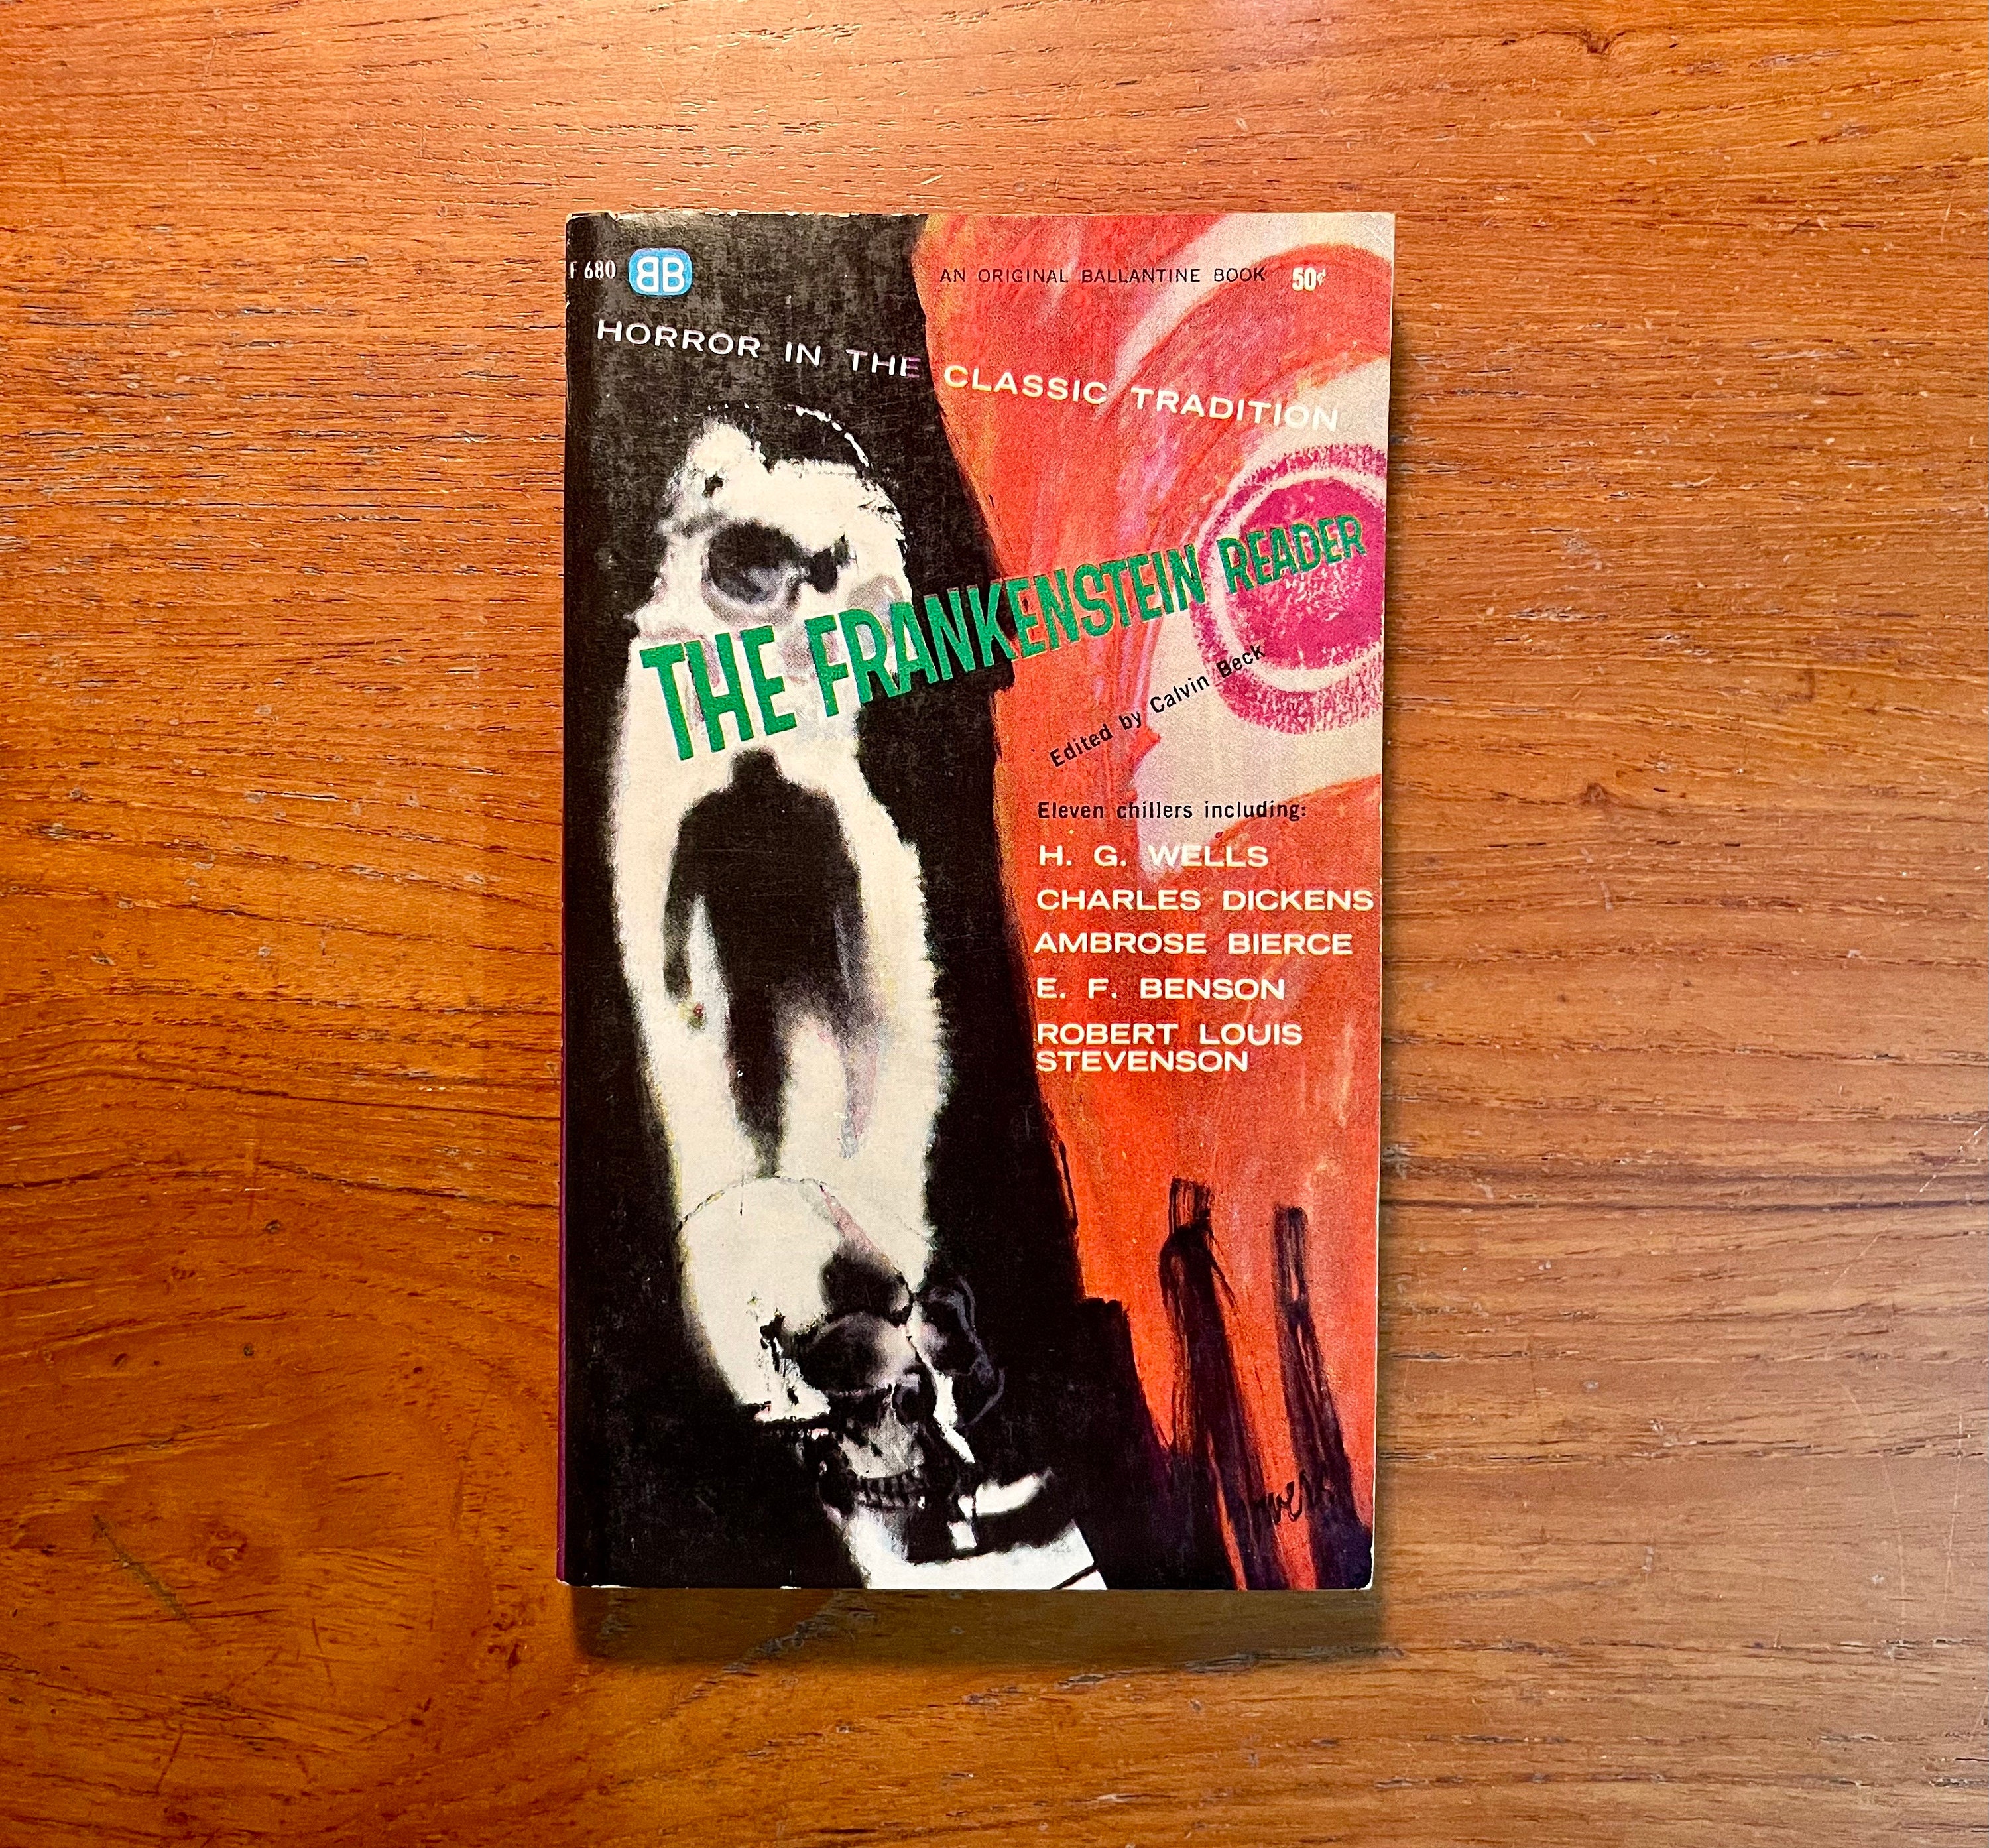 F 680 BB AN ORIGINAL BALLANTINE BOOK 50¢
HORROR IN THE CLASSIC TRADITION
THE FRANKENSTEIN READER
Edited by Calvin Beck
Eleven chillers including:
H. G. WELLS
CHARLES DICKENS
AMBROSE BIERCE
E. F. BENSON
ROBERT LOUIS
STEVENSON